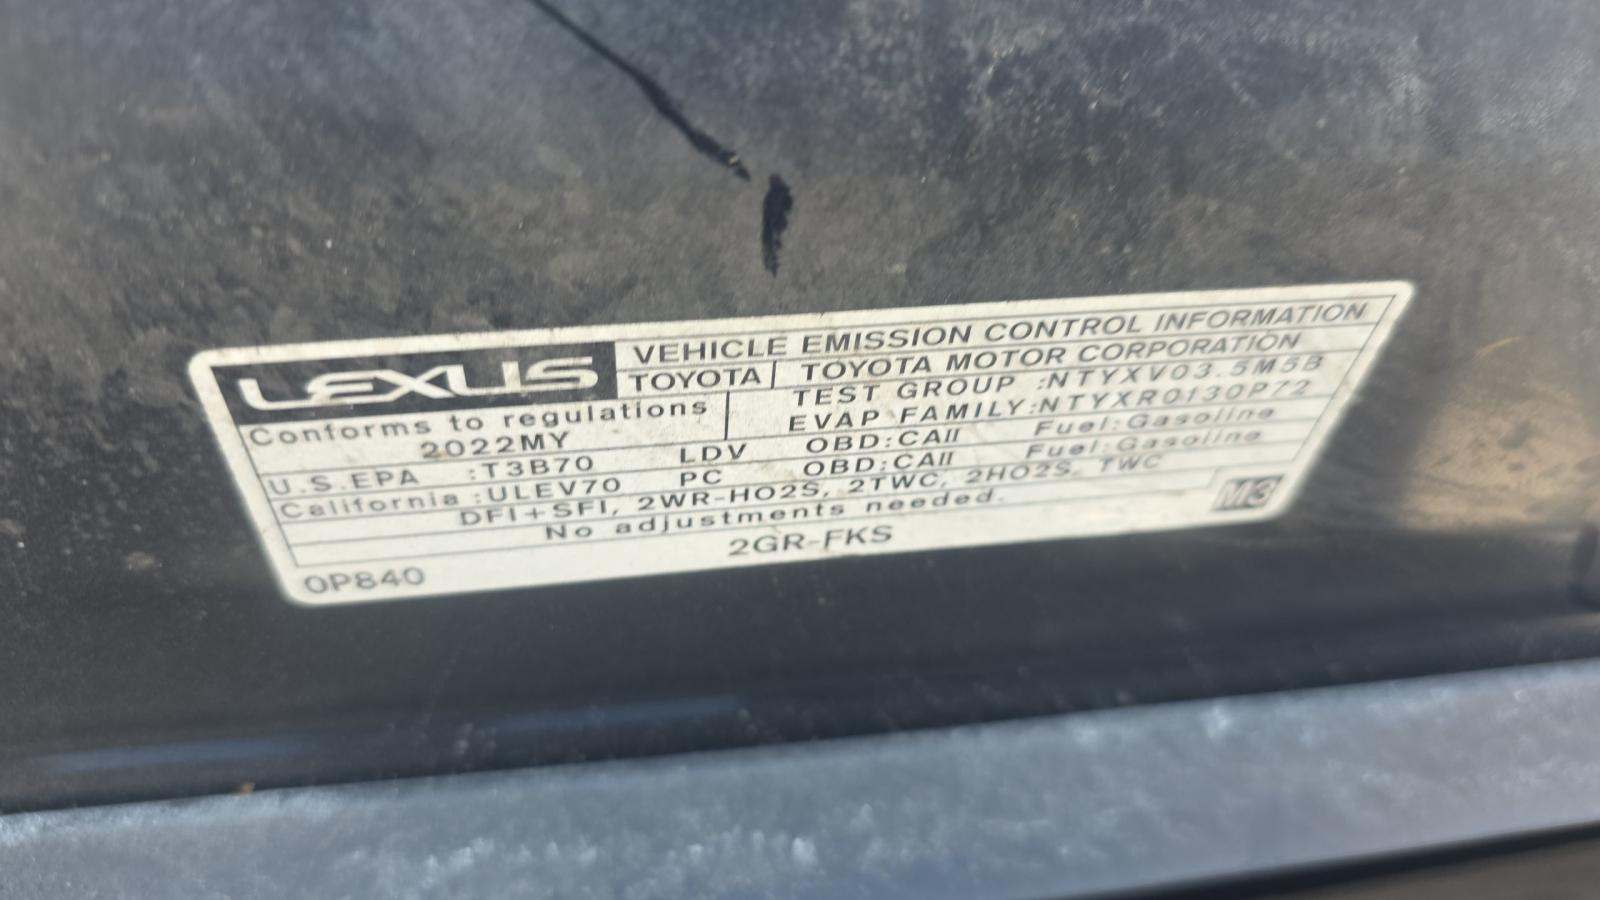 LEXUS
VEHICLE EMISSION CONTROL INFORMATION
TOYOTA TOYOTA MOTOR CORPORATION
Conforms to regulations TEST GROUP :NTYXV03.5M5B
2022MY EVAP FAMILY:NTYXR0130PZ2
U.S.EPA :T3B70 LDV OBD:CAII Fuel:Gasoline
California :ULEV70 PC OBD:CAII Fuel:Gasoline
DFI+SFI, 2WR-HO2S, 2TWC, 2HO2S, TWC
No adjustments needed.
M3
0P840 2GR-FKS